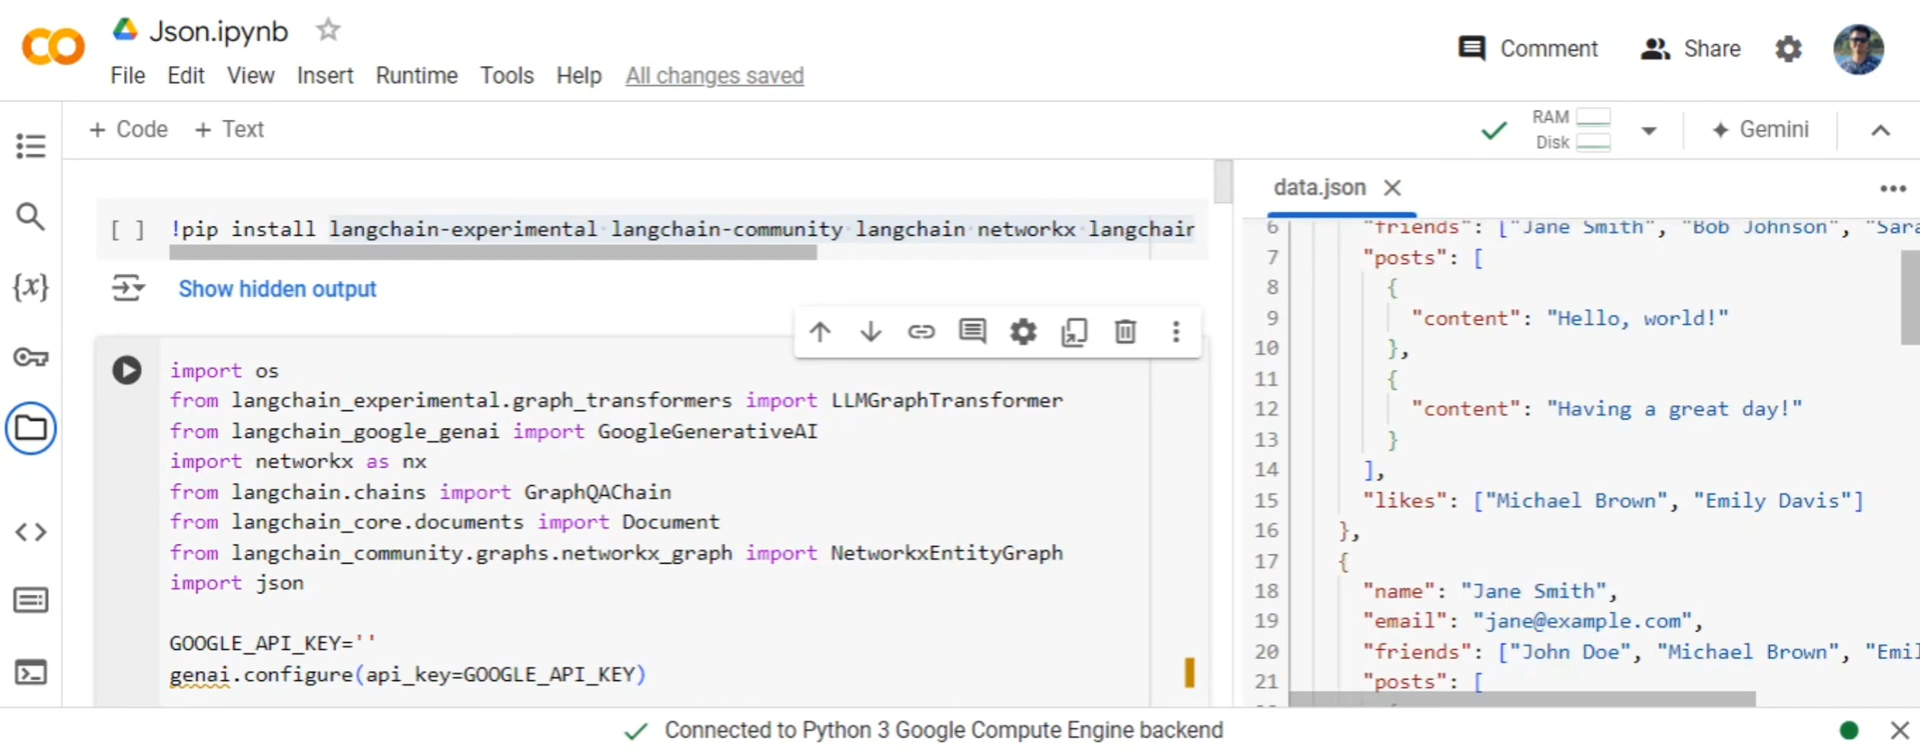 Json.ipynb
File Edit View Insert Runtime Tools Help All changes saved
Comment Share
+ Code + Text
RAM
Disk
Gemini
[ ] !pip install langchain-experimental langchain-community langchain networkx
Show hidden output
import os
from langchain_experimental.graph_transformers import LLMGraphTransformer
from langchain_google_genai import GoogleGenerativeAI
import networkx as nx
from langchain.chains import GraphQAChain
from langchain_core.documents import Document
from langchain_community.graphs.networkx_graph import NetworkxEntityGraph
import json
GOOGLE_API_KEY=''
genai.configure(api_key=GOOGLE_API_KEY)
data.json
6 "friends": ["Jane Smith", "Bob Johnson",
7 "posts": [
8 {
9 "content": "Hello, world!"
10 },
11 {
12 "content": "Having a great day!"
13 }
14 ],
15 "likes": ["Michael Brown", "Emily Davis"]
16 },
17 {
18 "name": "Jane Smith",
19 "email": "jane@example.com",
20 "friends": ["John Doe", "Michael Brown",
21 "posts": [
Connected to Python 3 Google Compute Engine backend